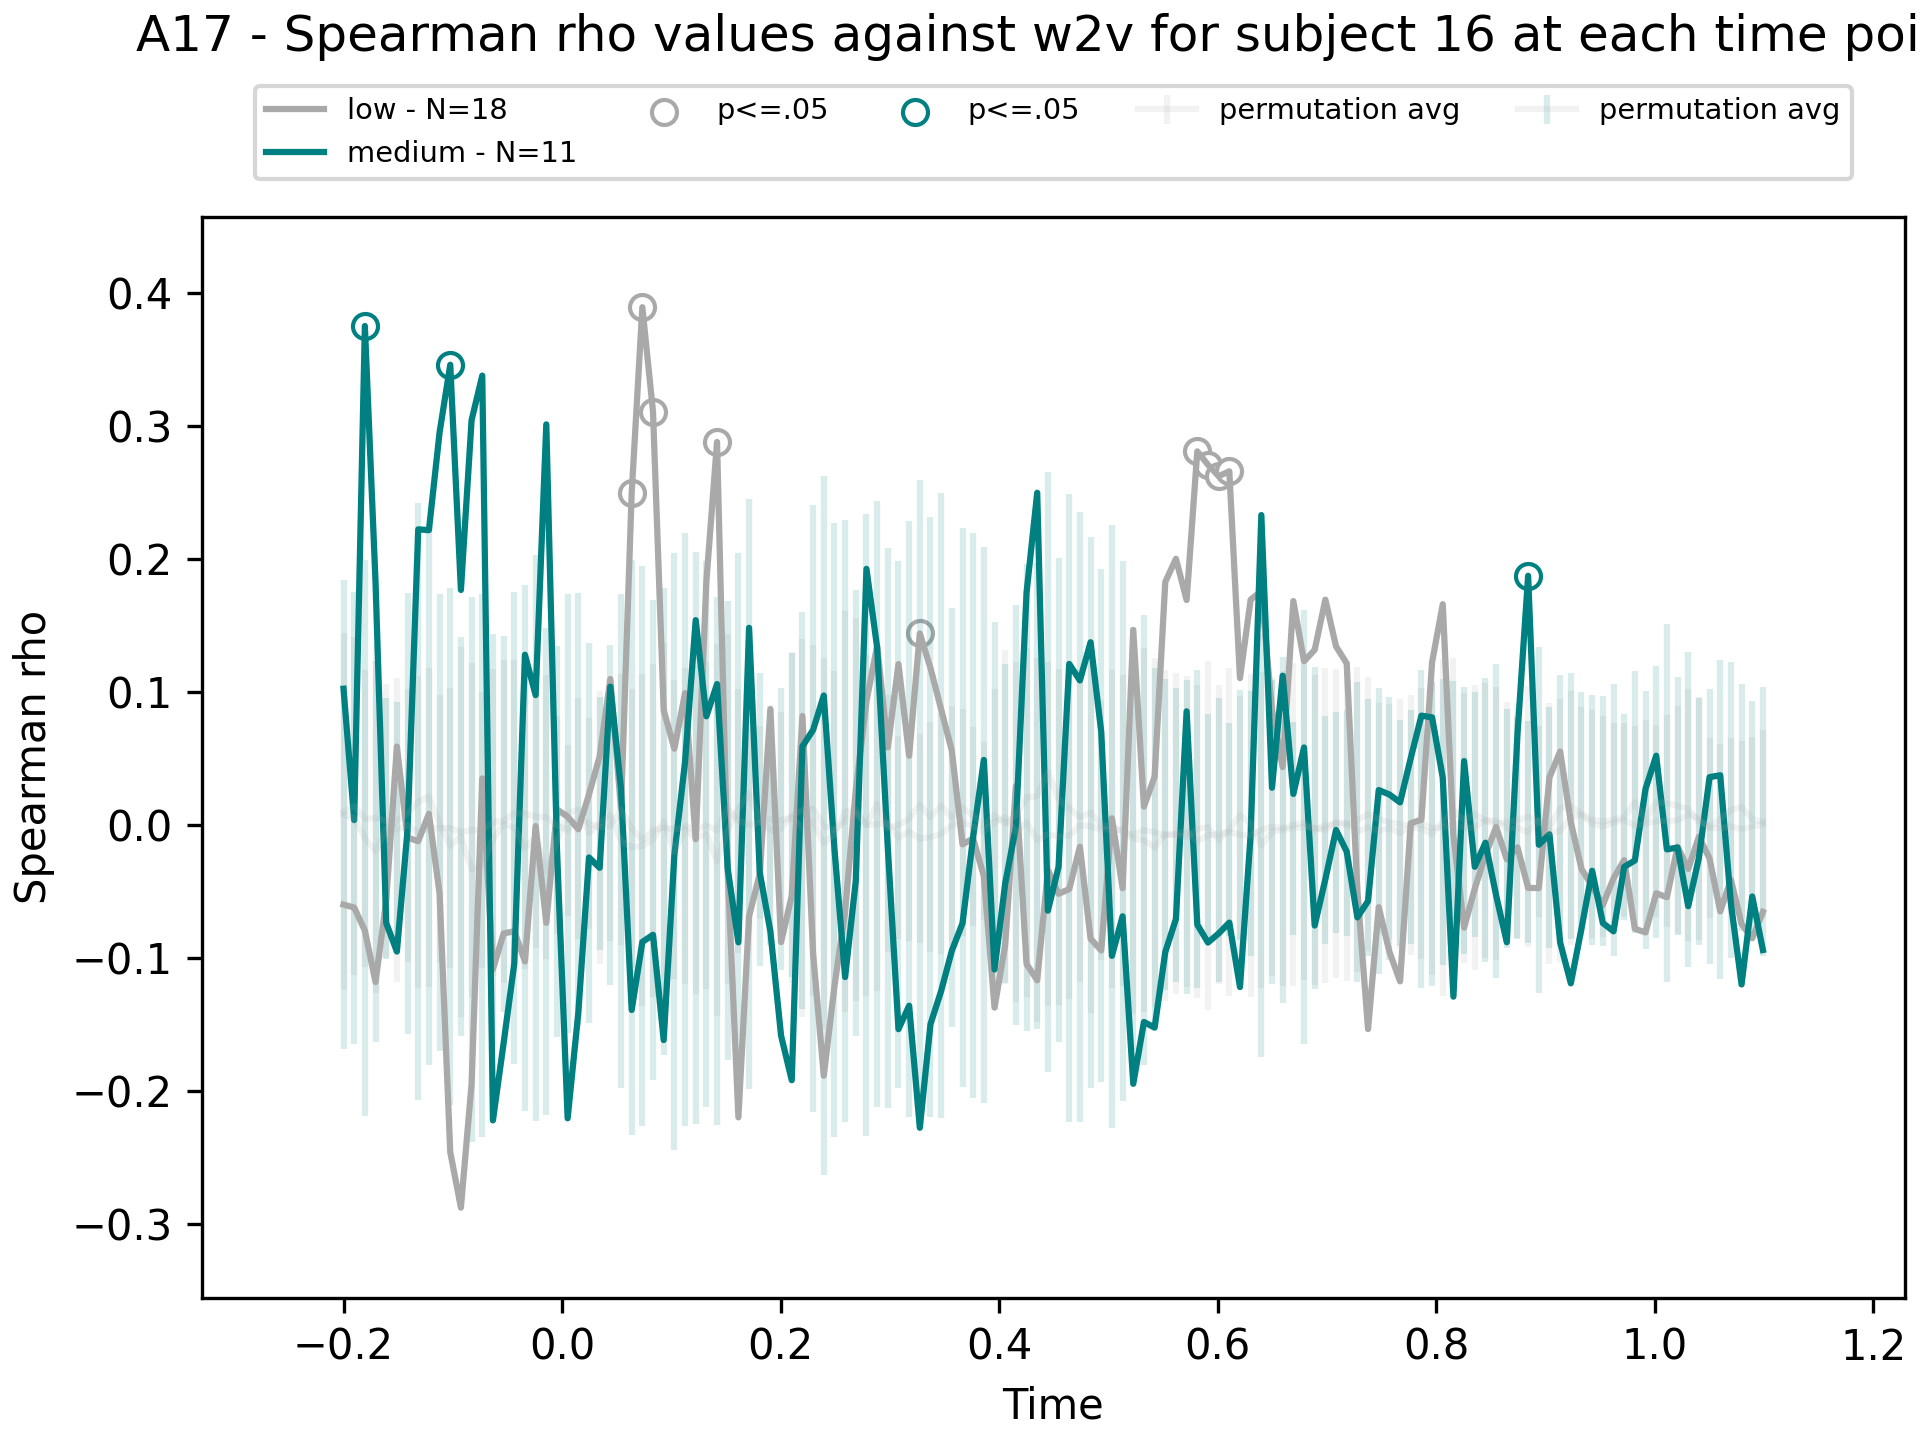 A17 - Spearman rho values against w2v for subject 16 at each time poi
low - N=18
medium - N=11
p<=.05
p<=.05
permutation avg
permutation avg
Spearman rho
0.4
0.3
0.2
0.1
0.0
−0.1
−0.2
−0.3
−0.2
0.0
0.2
0.4
0.6
0.8
1.0
1.2
Time